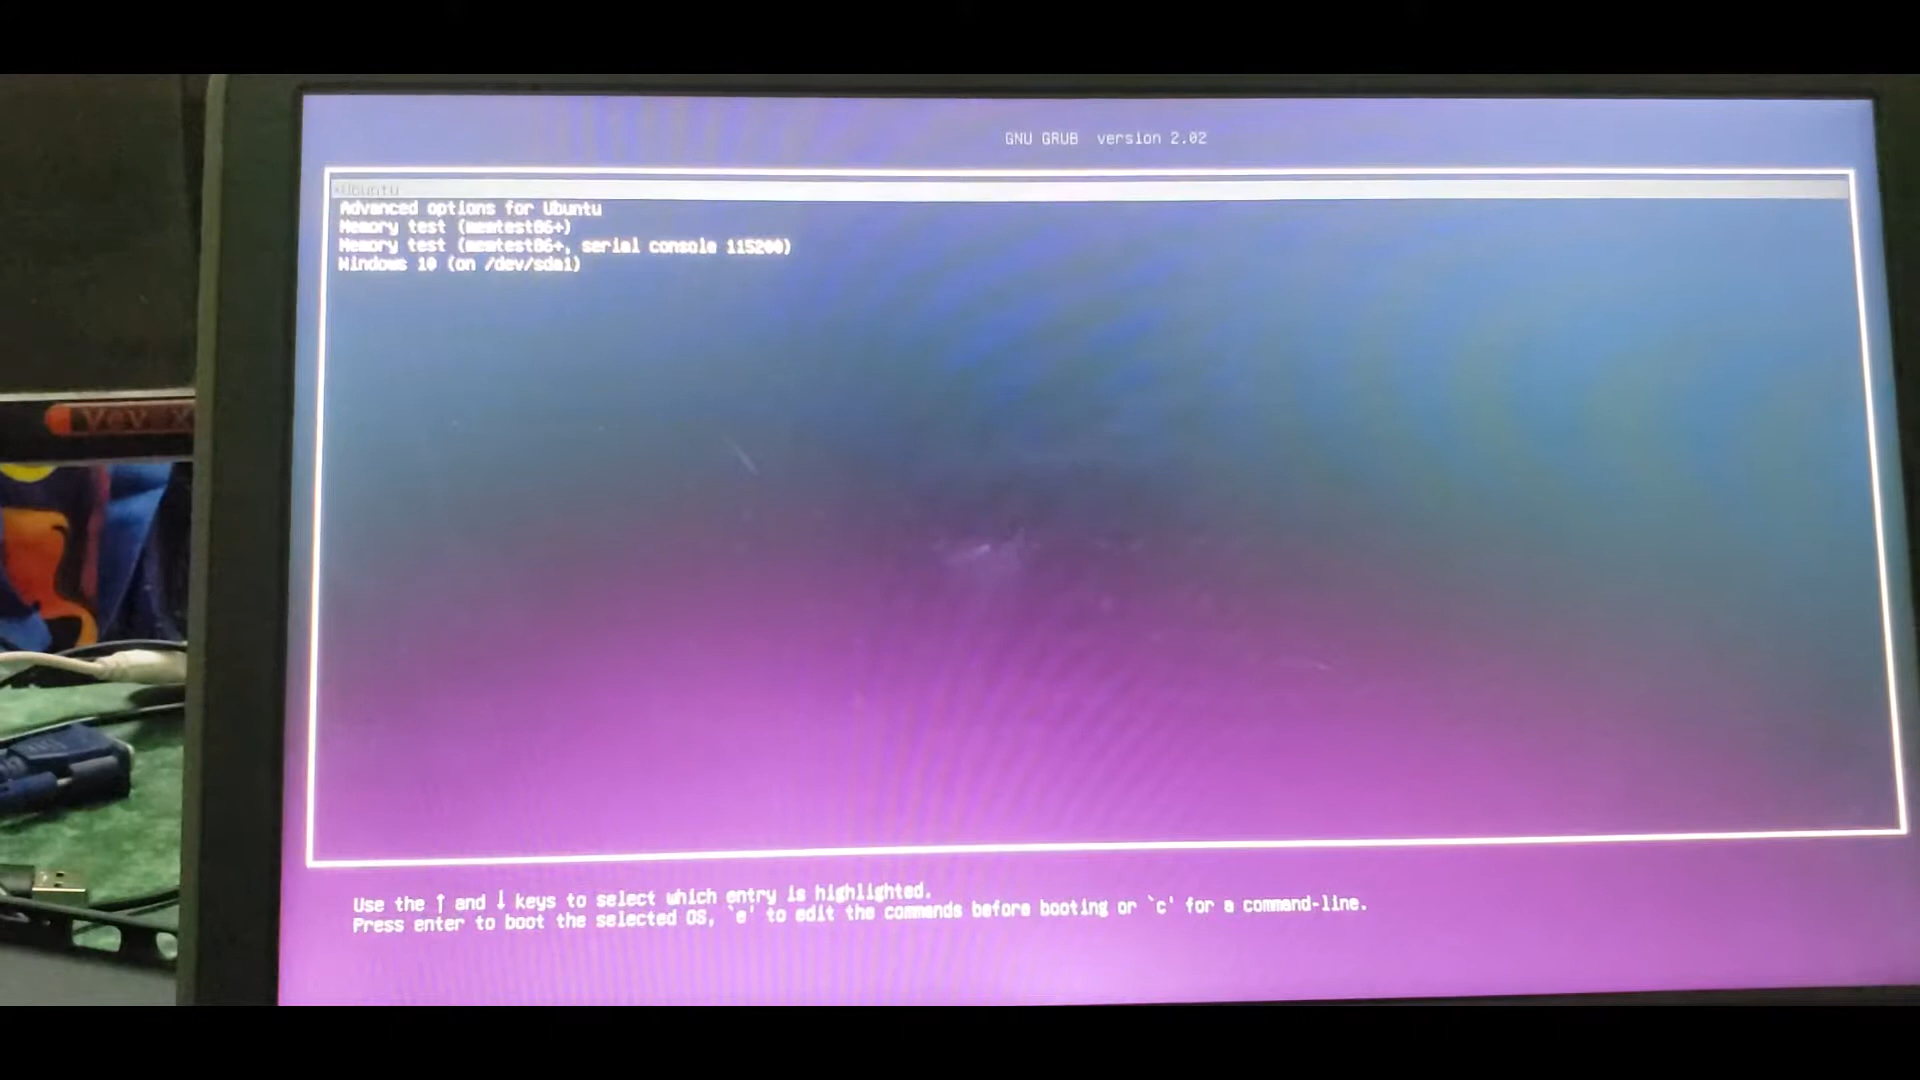 GNU GRUB version 2.02
*Ubuntu
Advanced options for Ubuntu
Memory test (memtest86+)
Memory test (memtest86+, serial console 115200)
Windows 10 (on /dev/sda1)
Use the ↑ and ↓ keys to select which entry is highlighted.
Press enter to boot the selected OS, `e' to edit the commands before booting or `c' for a command-line.